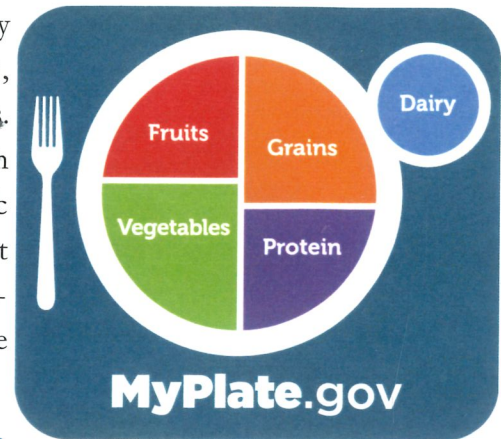 Dairy
Fruits
Grains
Vegetables
Protein
MyPlate.gov